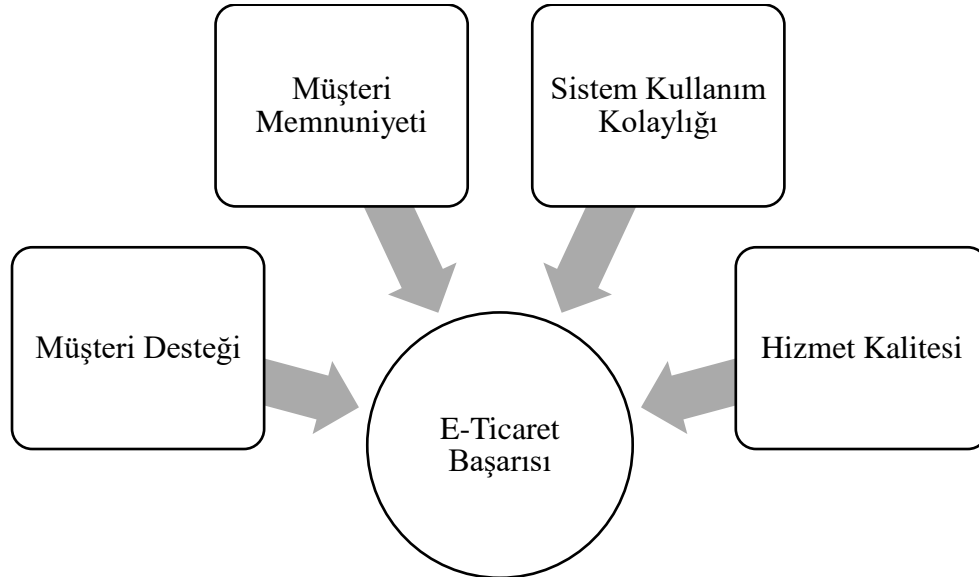 Müşteri
Memnuniyeti
Sistem Kullanım
Kolaylığı
Müşteri Desteği
Hizmet Kalitesi
E-Ticaret
Başarısı